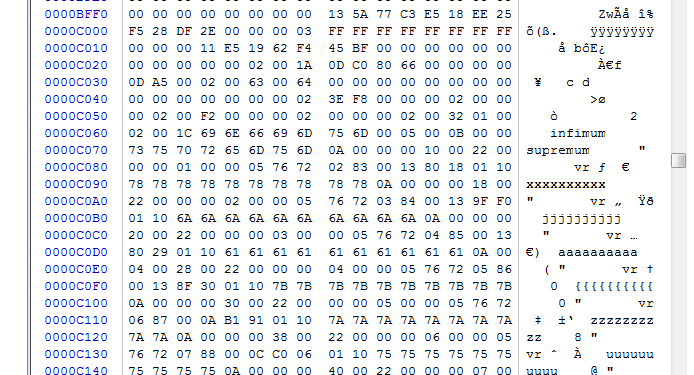 0000BFF0 00 00 00 00 00 00 00 00 13 5A 77 C3 E5 18 EE 25 ZwÃå î%
0000C000 F5 28 DF 2E 00 00 00 03 FF FF FF FF FF FF FF FF õ(ß. ÿÿÿÿÿÿÿÿ
0000C010 00 00 00 11 E5 19 62 F4 45 BF 00 00 00 00 00 00 å bôE¿
0000C020 00 00 00 00 00 02 00 1A 0D C0 80 66 00 00 00 00 À€f
0000C030 0D A5 00 02 00 63 00 64 00 00 00 00 00 00 00 00 ¥ c d
0000C040 00 00 00 00 00 00 00 02 3E F8 00 00 00 02 00 00 >ø
0000C050 00 02 00 F2 00 00 00 02 00 00 00 02 00 32 01 00 ò 2
0000C060 02 00 1C 69 6E 66 69 6D 75 6D 00 05 00 0B 00 00 infimum
0000C070 73 75 70 72 65 6D 75 6D 0A 00 00 00 10 00 22 00 supremum "
0000C080 00 00 01 00 00 05 76 72 02 83 00 13 80 18 01 10 vr ƒ €
0000C090 78 78 78 78 78 78 78 78 78 78 0A 00 00 00 18 00 xxxxxxxxxx
0000C0A0 22 00 00 00 02 00 00 05 76 72 03 84 00 13 9F F0 " vr „ Ÿð
0000C0B0 01 10 6A 6A 6A 6A 6A 6A 6A 6A 6A 6A 0A 00 00 00 jjjjjjjjjj
0000C0C0 20 00 22 00 00 00 03 00 00 05 76 72 04 85 00 13 " vr …
0000C0D0 80 29 01 10 61 61 61 61 61 61 61 61 61 61 0A 00 €) aaaaaaaaaa
0000C0E0 04 00 28 00 22 00 00 00 04 00 00 05 76 72 05 86 ( " vr †
0000C0F0 00 13 8F 30 01 10 7B 7B 7B 7B 7B 7B 7B 7B 7B 7B 0 {{{{{{{{{{
0000C100 0A 00 00 00 30 00 22 00 00 00 05 00 00 05 76 72 0 " vr
0000C110 06 87 00 0A B1 91 01 10 7A 7A 7A 7A 7A 7A 7A 7A ‡ ±‘ zzzzzzzz
0000C120 7A 7A 0A 00 00 00 38 00 22 00 00 00 06 00 00 05 zz 8 "
0000C130 76 72 07 88 00 0C C0 06 01 10 75 75 75 75 75 75 vr ˆ À uuuuuu
0000C140 75 75 75 75 0A 00 00 00 40 00 22 00 00 00 07 00 uuuu @ "